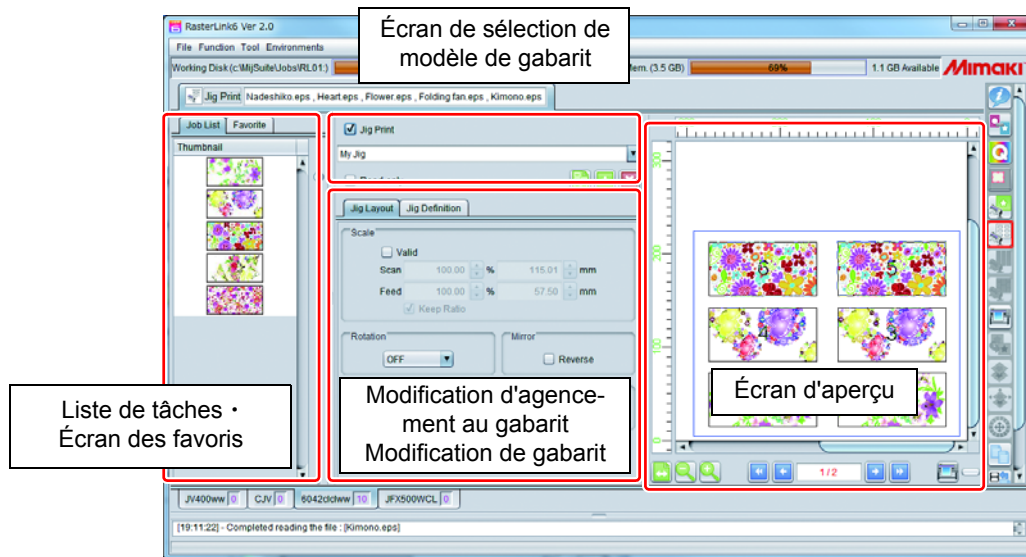 RasterLink6 Ver 2.0
File Function Tool Environments
Working Disk (c:\MijSuite\Jobs\RL01:)
Mem. (3.5 GB)
69%
1.1 GB Available
Mimaki
Écran de sélection de
modèle de gabarit
Jig Print
Nadeshiko.eps , Heart.eps , Flower.eps , Folding fan.eps , Kimono.eps
Job List
Favorite
Thumbnail
Jig Print
My Jig
Jig Layout
Jig Definition
Scale
Valid
Scan 100.00 % 115.01 mm
Feed 100.00 % 57.50 mm
Keep Ratio
Rotation
OFF
Mirror
Reverse
6
5
4
3
Liste de tâches・
Écran des favoris
Modification d'agence-
ment au gabarit
Modification de gabarit
Écran d'aperçu
1/2
JV400ww 0
CJV 0
6042clclww 10
JFX500WCL 0
[19:11:22] - Completed reading the file : [Kimono.eps]